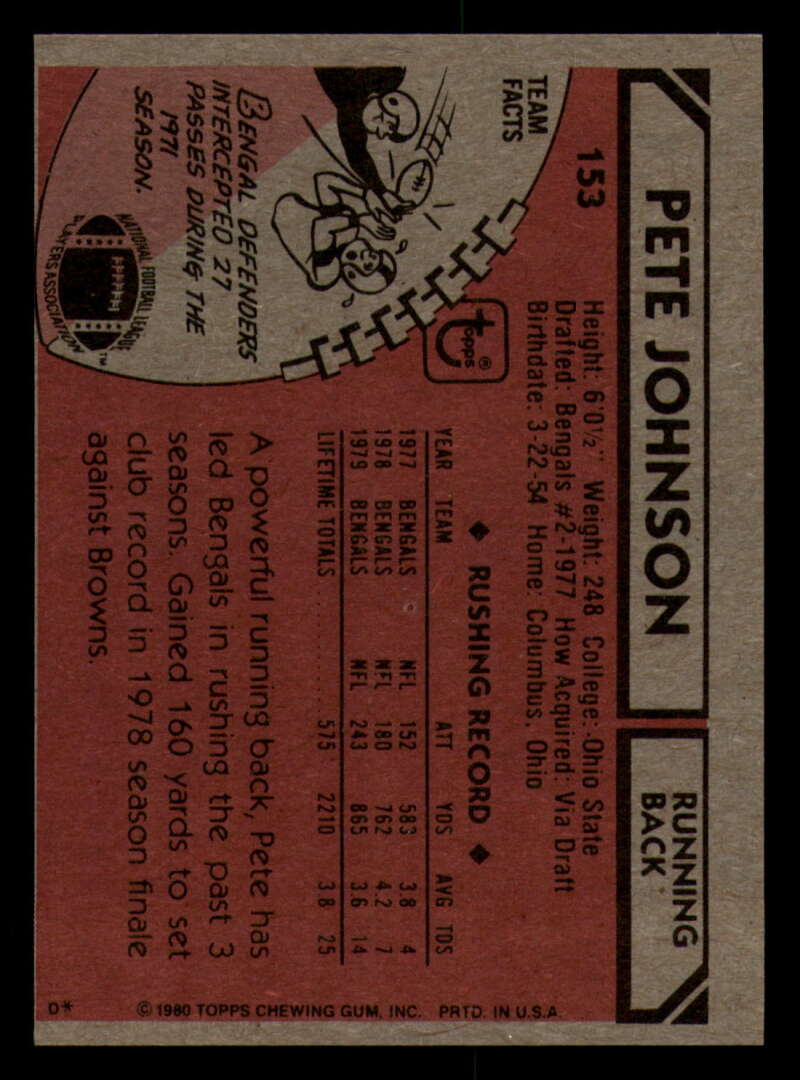 PETE JOHNSON
RUNNING
BACK
153
Height: 6'0½" Weight: 248 College: Ohio State
Drafted: Bengals #2-1977 How Acquired: Via Draft
Birthdate: 3-22-54 Home: Columbus, Ohio
TEAM
FACTS
BENGAL DEFENDERS
INTERCEPTED 27
PASSES DURING THE
1971
SEASON.
NATIONAL FOOTBALL LEAGUE
PLAYERS ASSOCIATION
TM
topps®
◆ RUSHING RECORD ◆
YEAR TEAM ATT YDS AVG TDS
1977 BENGALS NFL 152 583 3.8 4
1978 BENGALS NFL 180 762 4.2 7
1979 BENGALS NFL 243 865 3.6 14
LIFETIME TOTALS ........ 575 2210 3.8 25
A powerful running back, Pete has
led Bengals in rushing the past 3
seasons. Gained 160 yards to set
club record in 1978 season finale
against Browns.
D*
© 1980 TOPPS CHEWING GUM, INC. PRTD. IN U.S.A.